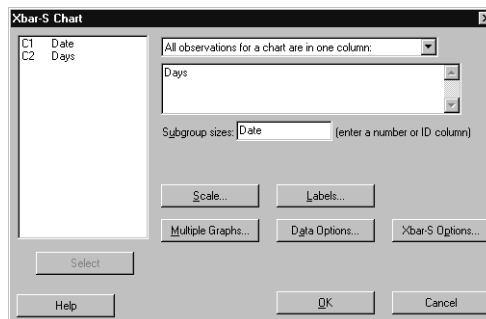 Xbar-S Chart
C1 Date
C2 Days
All observations for a chart are in one column:
Days
Subgroup sizes: Date (enter a number or ID column)
Scale... Labels...
Multiple Graphs... Data Options... Xbar-S Options...
Select
Help OK Cancel